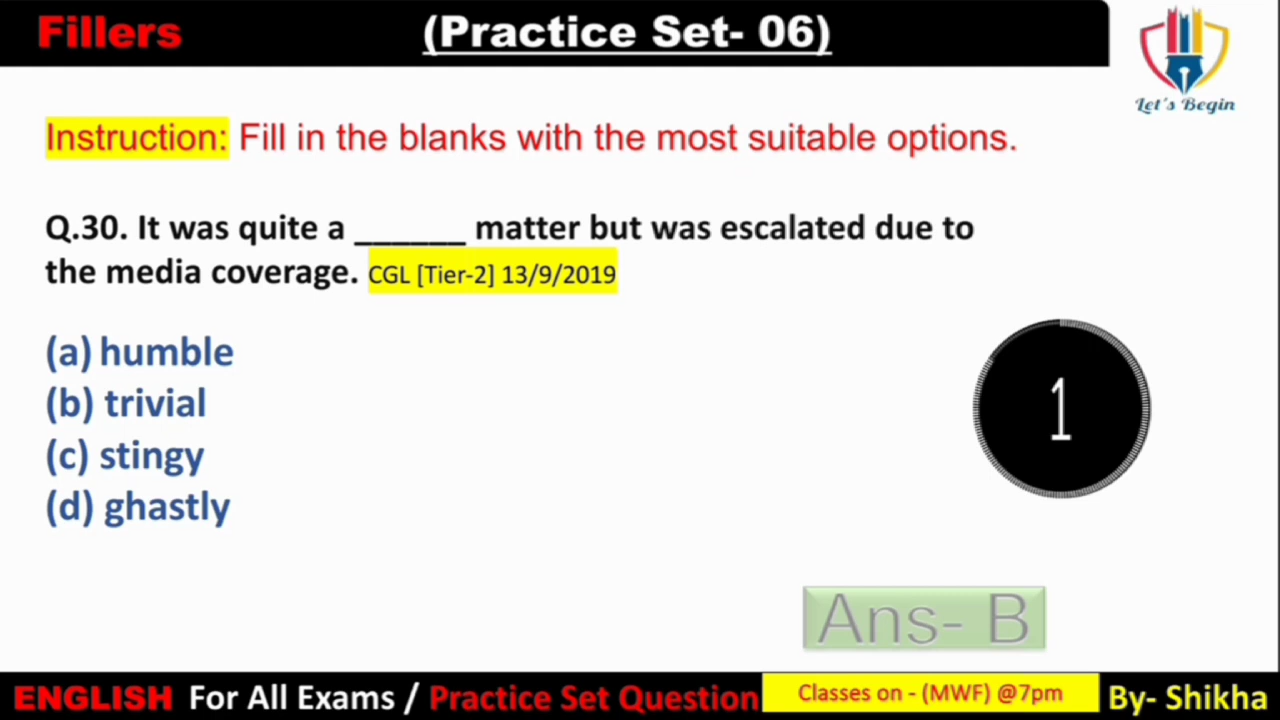 Fillers
(Practice Set- 06)
Let's Begin
Instruction: Fill in the blanks with the most suitable options.
Q.30. It was quite a ______ matter but was escalated due to
the media coverage. CGL [Tier-2] 13/9/2019
(a) humble
(b) trivial
(c) stingy
(d) ghastly
1
Ans- B
ENGLISH For All Exams / Practice Set Question
Classes on - (MWF) @7pm
By- Shikha